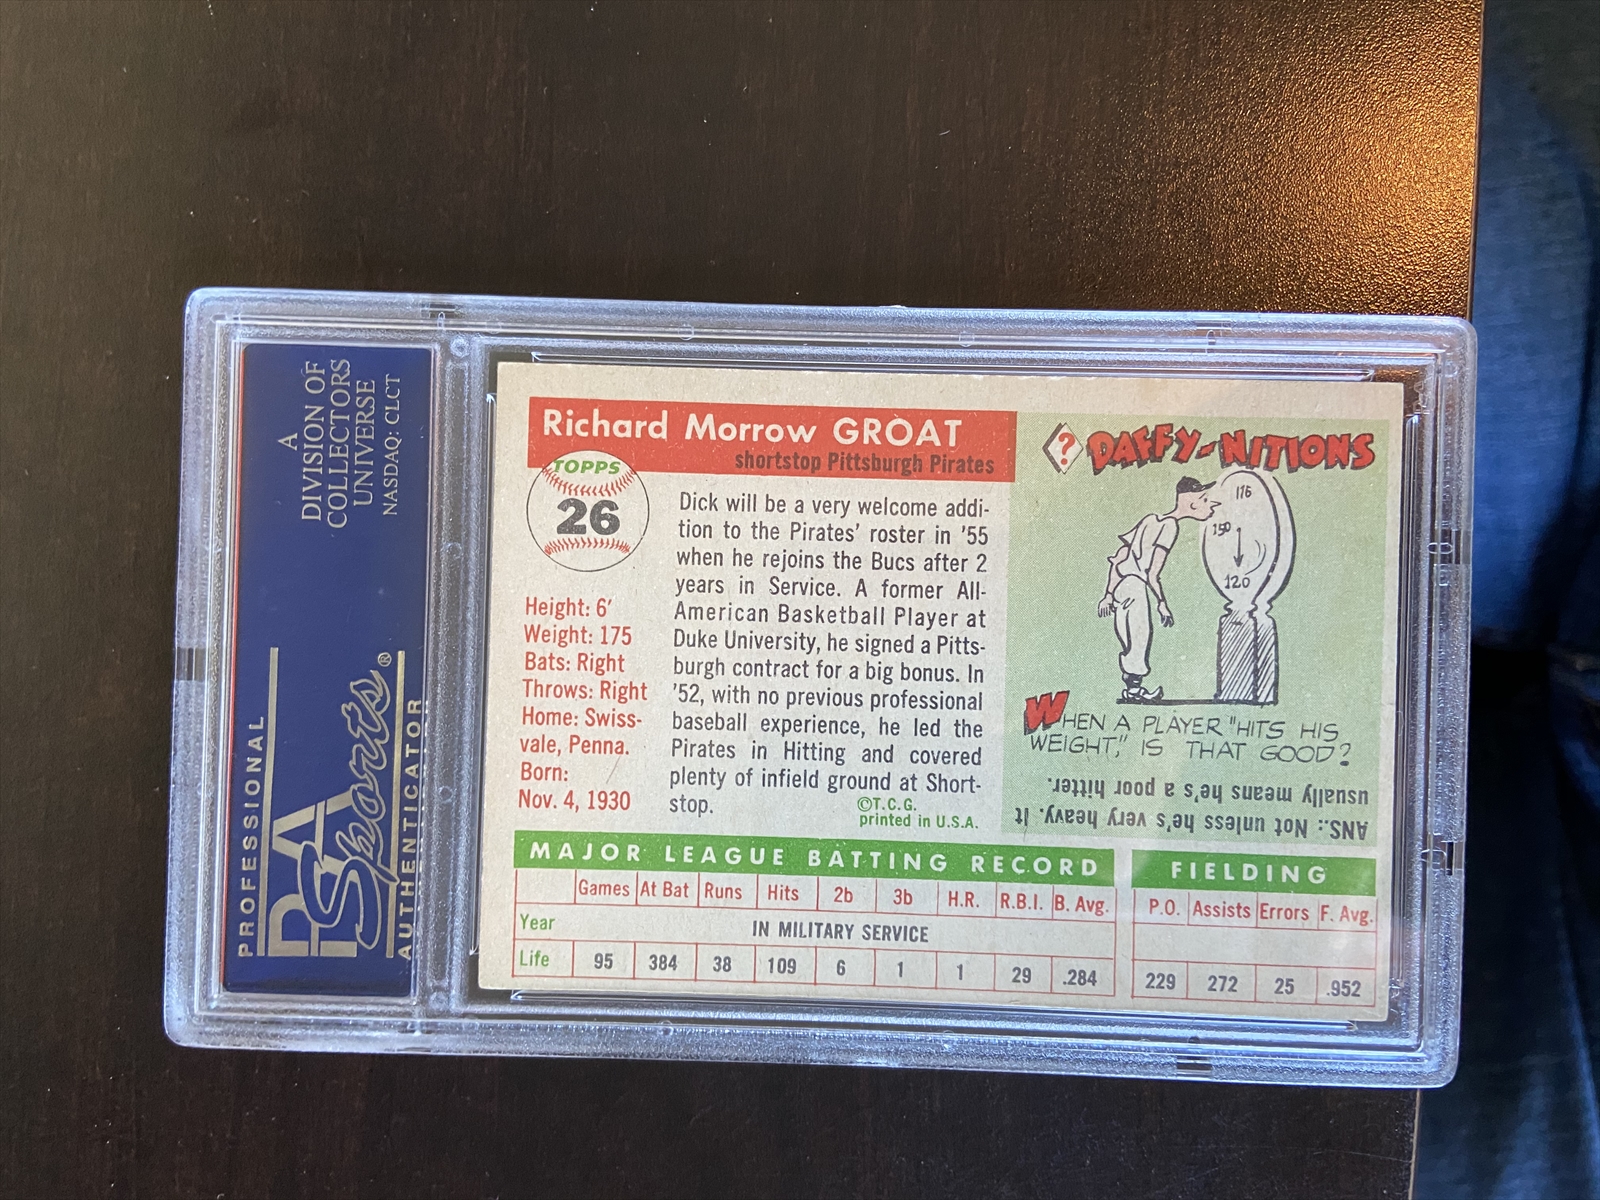 A
DIVISION OF
COLLECTORS
UNIVERSE
NASDAQ: CLCT
PROFESSIONAL
PSA
Sports®
AUTHENTICATOR
Richard Morrow GROAT
shortstop Pittsburgh Pirates
TOPPS
26
Height: 6'
Weight: 175
Bats: Right
Throws: Right
Home: Swiss-
vale, Penna.
Born:
Nov. 4, 1930
Dick will be a very welcome addi-
tion to the Pirates' roster in '55
when he rejoins the Bucs after 2
years in Service. A former All-
American Basketball Player at
Duke University, he signed a Pitts-
burgh contract for a big bonus. In
'52, with no previous professional
baseball experience, he led the
Pirates in Hitting and covered
plenty of infield ground at Short-
stop.
©T.C.G.
printed in U.S.A.
? DAFFY-NITIONS
176
150
120
WHEN A PLAYER "HITS HIS
WEIGHT," IS THAT GOOD?
ANS.: Not unless he's very heavy. It
usually means he's a poor hitter.
MAJOR LEAGUE BATTING RECORD
Games At Bat Runs Hits 2b 3b H.R. R.B.I. B. Avg.
Year IN MILITARY SERVICE
Life 95 384 38 109 6 1 1 29 .284
FIELDING
P.O. Assists Errors F. Avg.
229 272 25 .952